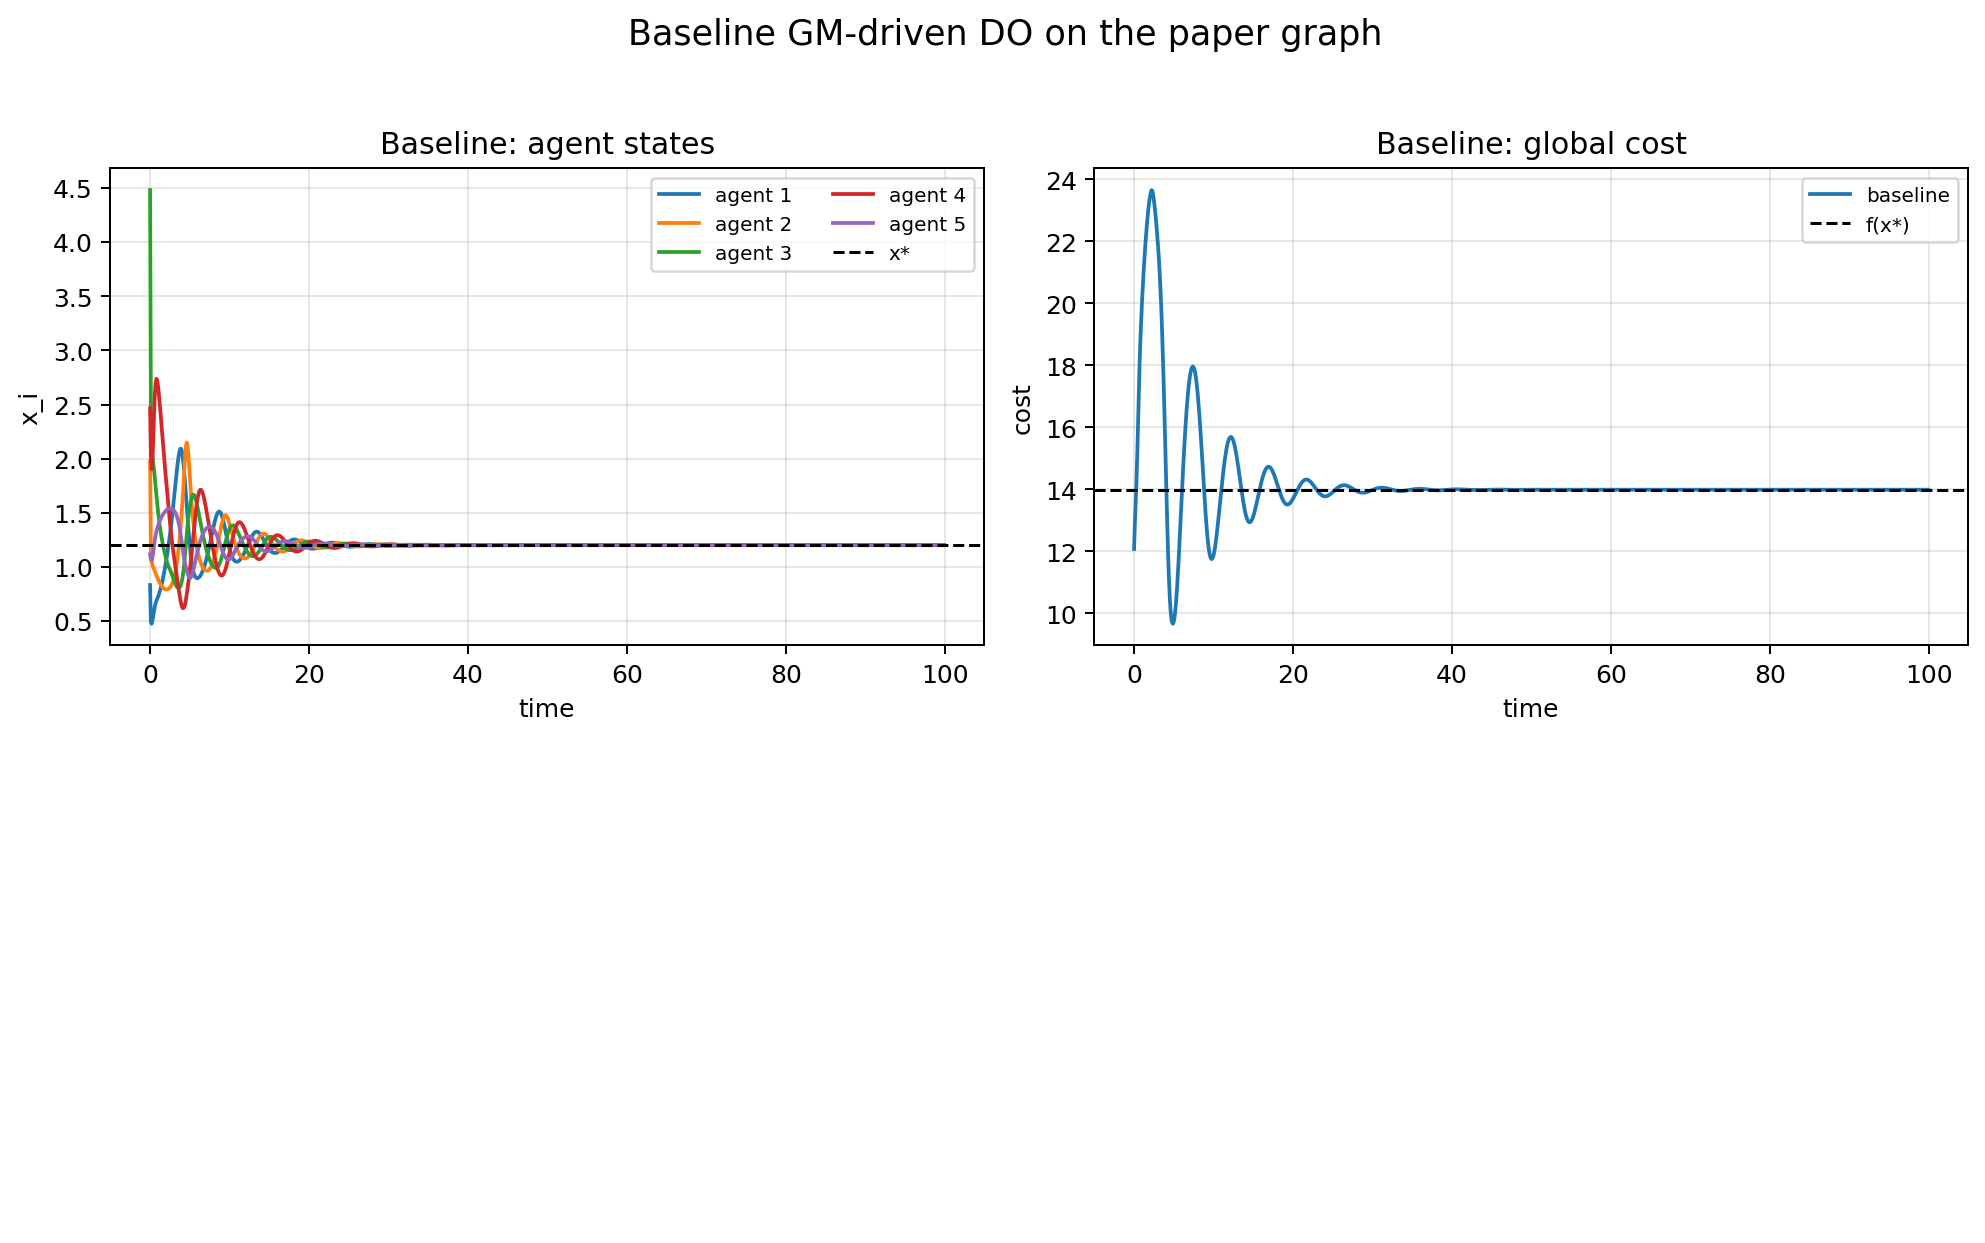 Baseline GM-driven DO on the paper graph
Baseline: agent states
4.5
4.0
3.5
3.0
2.5
2.0
1.5
1.0
0.5
x_i
agent 1
agent 2
agent 3
agent 4
agent 5
x*
0 20 40 60 80 100
time
Baseline: global cost
24
22
20
18
16
14
12
10
cost
baseline
f(x*)
0 20 40 60 80 100
time